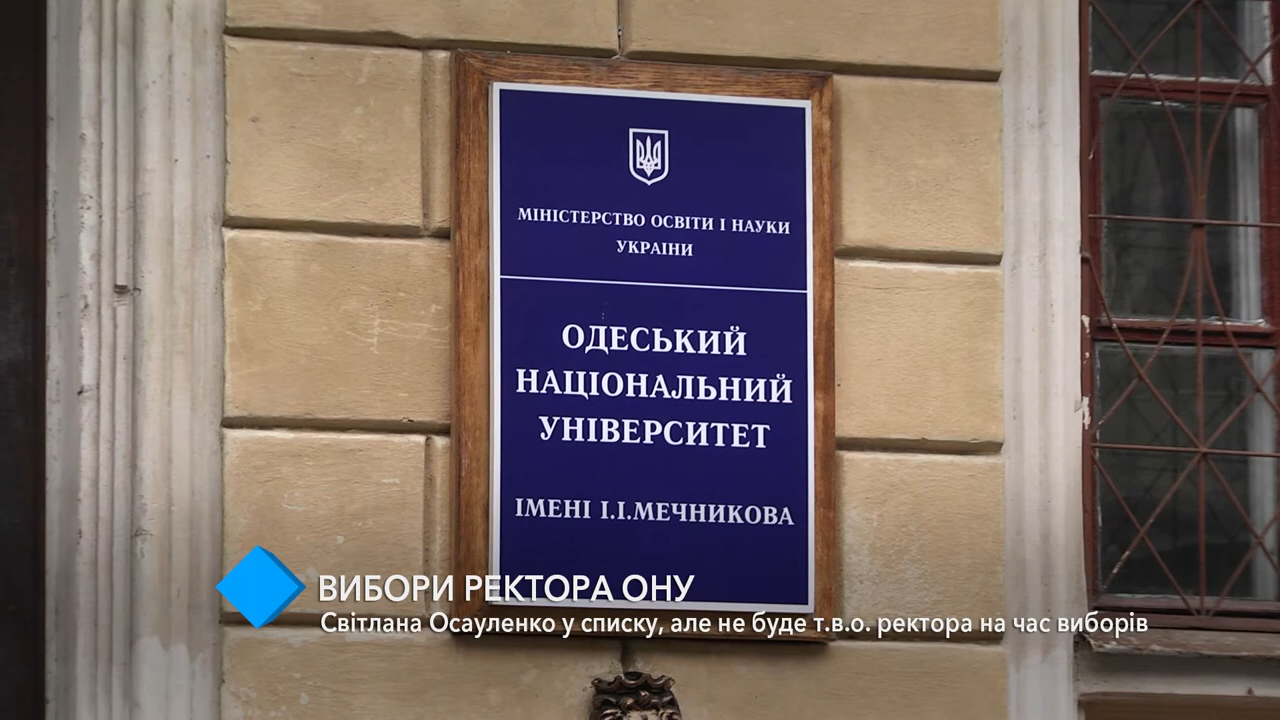 МІНІСТЕРСТВО ОСВІТИ І НАУКИ
УКРАЇНИ
ОДЕСЬКИЙ
НАЦІОНАЛЬНИЙ
УНІВЕРСИТЕТ
ІМЕНІ І.І.МЕЧНИКОВА
ВИБОРИ РЕКТОРА ОНУ
Світлана Осауленко у списку, але не буде т.в.о. ректора на час виборів